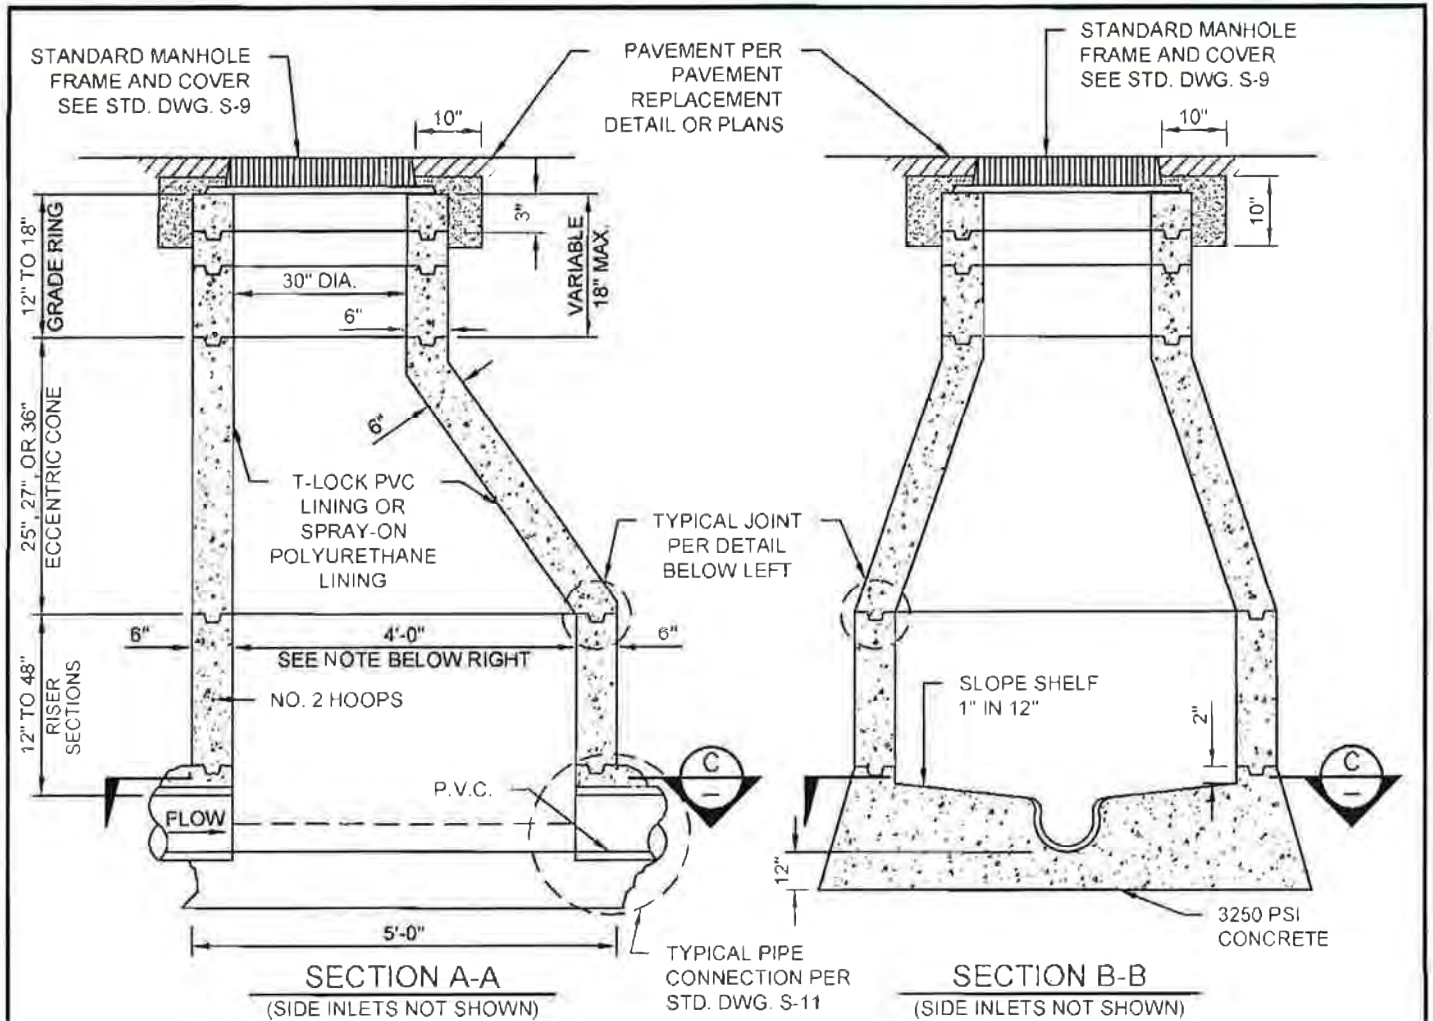 STANDARD MANHOLE
FRAME AND COVER
SEE STD. DWG. S-9
PAVEMENT PER
PAVEMENT
REPLACEMENT
DETAIL OR PLANS
STANDARD MANHOLE
FRAME AND COVER
SEE STD. DWG. S-9
10"
10"
12" TO 18"
GRADE RING
3"
VARIABLE
18" MAX.
10"
30" DIA.
6"
25", 27", OR 36"
ECCENTRIC CONE
6"
T-LOCK PVC
LINING OR
SPRAY-ON
POLYURETHANE
LINING
TYPICAL JOINT
PER DETAIL
BELOW LEFT
12" TO 48"
RISER
SECTIONS
6"
4'-0"
6"
SEE NOTE BELOW RIGHT
NO. 2 HOOPS
SLOPE SHELF
1" IN 12"
2"
C
–
C
–
P.V.C.
FLOW
12"
3250 PSI
CONCRETE
5'-0"
TYPICAL PIPE
CONNECTION PER
STD. DWG. S-11
SECTION A-A
(SIDE INLETS NOT SHOWN)
SECTION B-B
(SIDE INLETS NOT SHOWN)